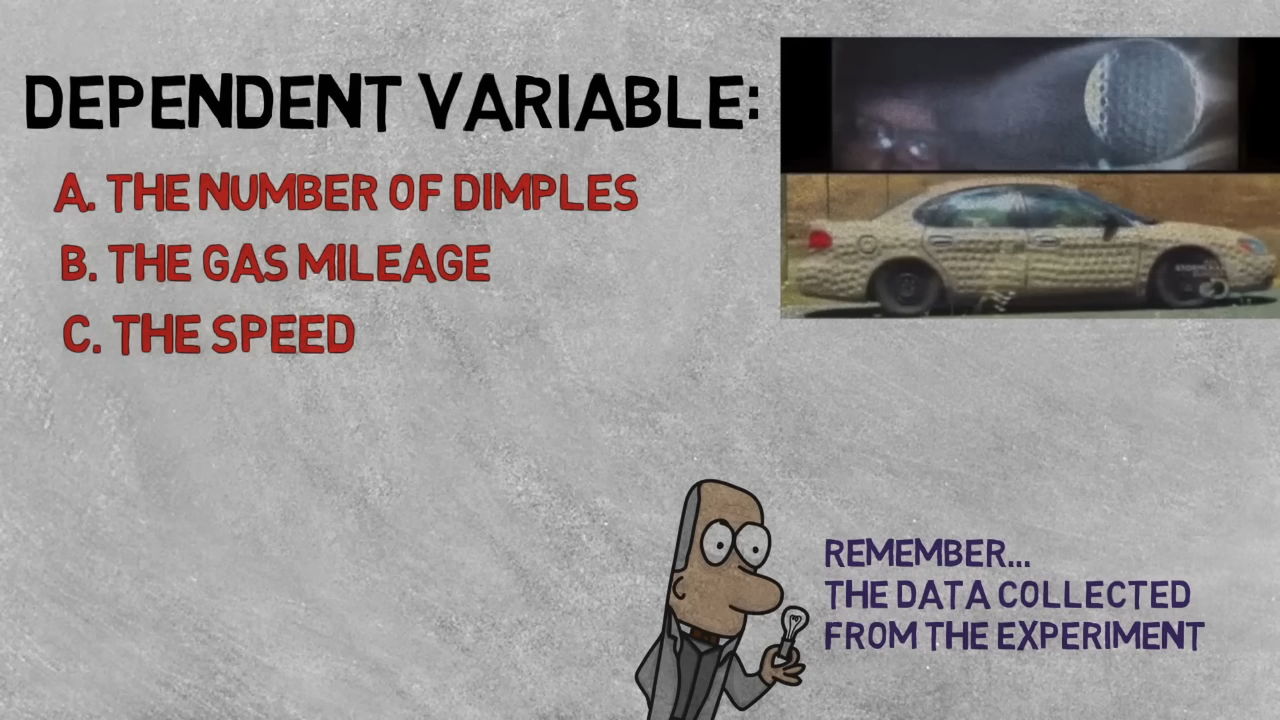 DEPENDENT VARIABLE:
A. THE NUMBER OF DIMPLES
B. THE GAS MILEAGE
C. THE SPEED
REMEMBER...
THE DATA COLLECTED
FROM THE EXPERIMENT